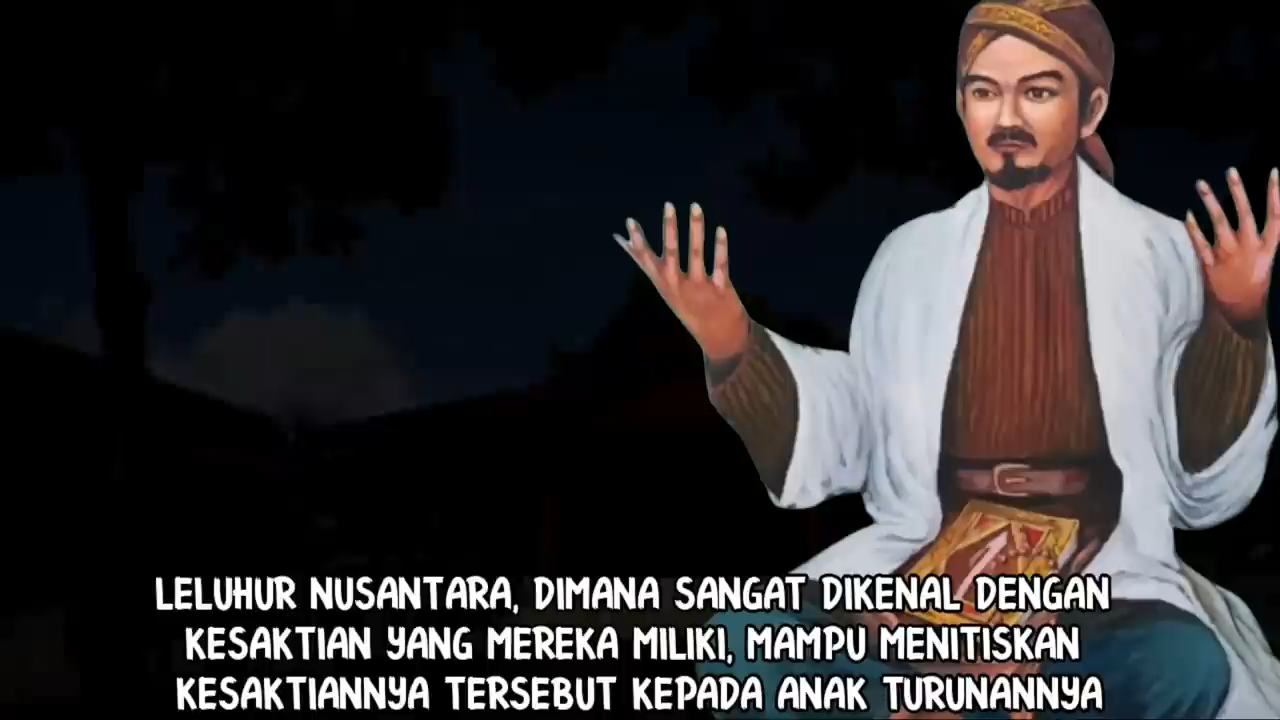 LELUHUR NUSANTARA, DIMANA SANGAT DIKENAL DENGAN
KESAKTIAN YANG MEREKA MILIKI, MAMPU MENITISKAN
KESAKTIANNYA TERSEBUT KEPADA ANAK TURUNANNYA